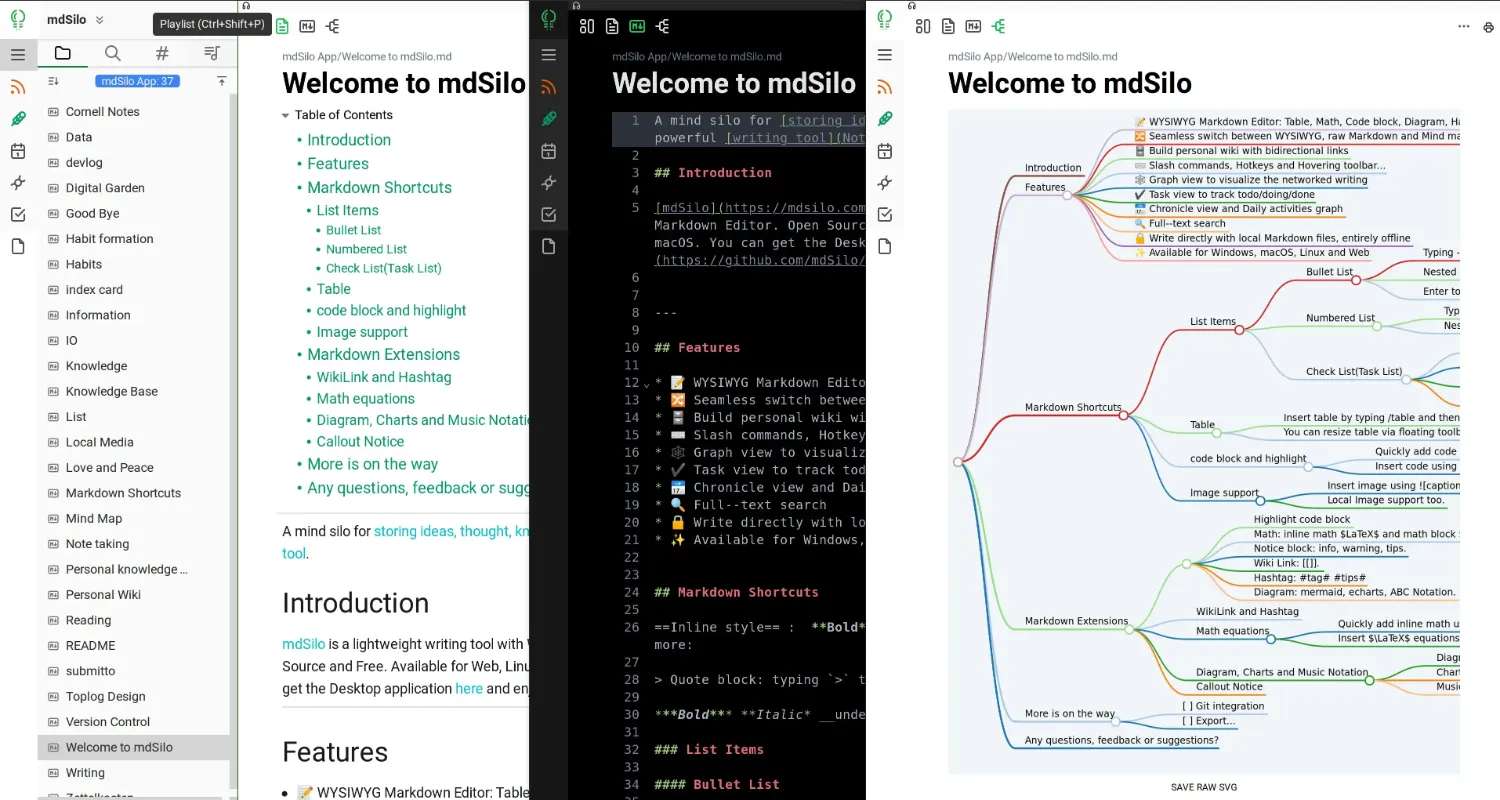 mdSilo
Playlist (Ctrl+Shift+P)
mdSilo App: 37
Cornell Notes
Data
devlog
Digital Garden
Good Bye
Habit formation
Habits
index card
Information
IO
Knowledge
Knowledge Base
List
Local Media
Love and Peace
Markdown Shortcuts
Mind Map
Note taking
Personal knowledge ...
Personal Wiki
Reading
README
submitto
Toplog Design
Version Control
Welcome to mdSilo
Writing
Zettelkasten
mdSilo App/Welcome to mdSilo.md
Welcome to mdSilo
Table of Contents
• Introduction
• Features
• Markdown Shortcuts
• List Items
• Bullet List
• Numbered List
• Check List(Task List)
• Table
• code block and highlight
• Image support
• Markdown Extensions
• WikiLink and Hashtag
• Math equations
• Diagram, Charts and Music Notatio
• Callout Notice
• More is on the way
• Any questions, feedback or sugg
A mind silo for storing ideas, thought, kn
tool.
Introduction
mdSilo is a lightweight writing tool with W
Source and Free. Available for Web, Linu
get the Desktop application here and enj
Features
• 📝 WYSIWYG Markdown Editor: Table
mdSilo App/Welcome to mdSilo.md
Welcome to mdSilo
1 A mind silo for [storing id
powerful [writing tool](Not
2
3 ## Introduction
4
5 [mdSilo](https://mdsilo.com
Markdown Editor. Open Sourc
macOS. You can get the Desk
(https://github.com/mdSilo/
6
7
8 ---
9
10 ## Features
11
12 * 📝 WYSIWYG Markdown Edito
13 * 🔀 Seamless switch betwee
14 * 🗄️ Build personal wiki wi
15 * ⌨️ Slash commands, Hotkey
16 * 🕸️ Graph view to visualiz
17 * ✔️ Task view to track tod
18 * 📅 Chronicle view and Dai
19 * 🔍 Full--text search
20 * 🔒 Write directly with lo
21 * ✨ Available for Windows,
22
23
24 ## Markdown Shortcuts
25
26 ==Inline style== : **Bold*
more:
27
28 > Quote block: typing `>` t
29
30 ***Bold*** **Italic* __unde
31
32 ### List Items
33
34 #### Bullet List
mdSilo App/Welcome to mdSilo.md
Welcome to mdSilo
Introduction
Features
📝 WYSIWYG Markdown Editor: Table, Math, Code block, Diagram, Ha
🔀 Seamless switch between WYSIWYG, raw Markdown and Mind ma
🗄️ Build personal wiki with bidirectional links
⌨️ Slash commands, Hotkeys and Hovering toolbar...
🕸️ Graph view to visualize the networked writing
✔️ Task view to track todo/doing/done
📅 Chronicle view and Daily activities graph
🔍 Full--text search
🔒 Write directly with local Markdown files, entirely offline
✨ Available for Windows, macOS, Linux and Web
Markdown Shortcuts
List Items
Bullet List
Typing -
Nested
Enter to
Numbered List
Typ
Nes
Check List(Task List)
Table
Insert table by typing /table and then
You can resize table via floating toolb
code block and highlight
Quickly add code
Insert code using
Image support
Insert image using ![caption
Local Image support too.
Markdown Extensions
Highlight code block
Math: inline math $LaTeX$ and math block
Notice block: info, warning, tips.
Wiki Link: [[]].
Hashtag: #tag# #tips#
Diagram: mermaid, echarts, ABC Notation.
WikiLink and Hashtag
Math equations
Quickly add inline math u
Insert $\LaTeX$ equations
Diagram, Charts and Music Notation
Diagr
Chart
Music
Callout Notice
More is on the way
[ ] Git integration
[ ] Export...
Any questions, feedback or suggestions?
SAVE RAW SVG